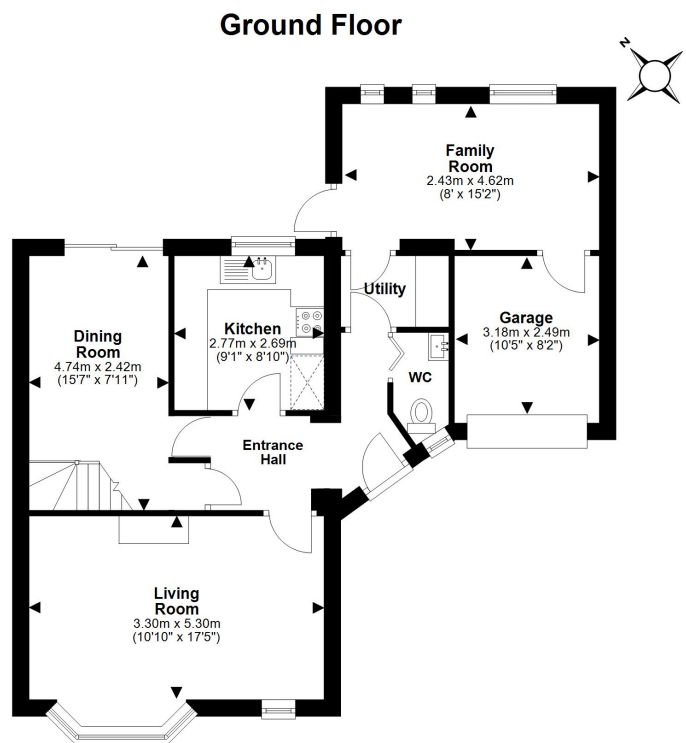 Ground Floor
N
Family
Room
2.43m x 4.62m
(8' x 15'2")
Utility
Garage
3.18m x 2.49m
(10'5" x 8'2")
Kitchen
2.77m x 2.69m
(9'1" x 8'10")
Dining
Room
4.74m x 2.42m
(15'7" x 7'11")
WC
Entrance
Hall
Living
Room
3.30m x 5.30m
(10'10" x 17'5")